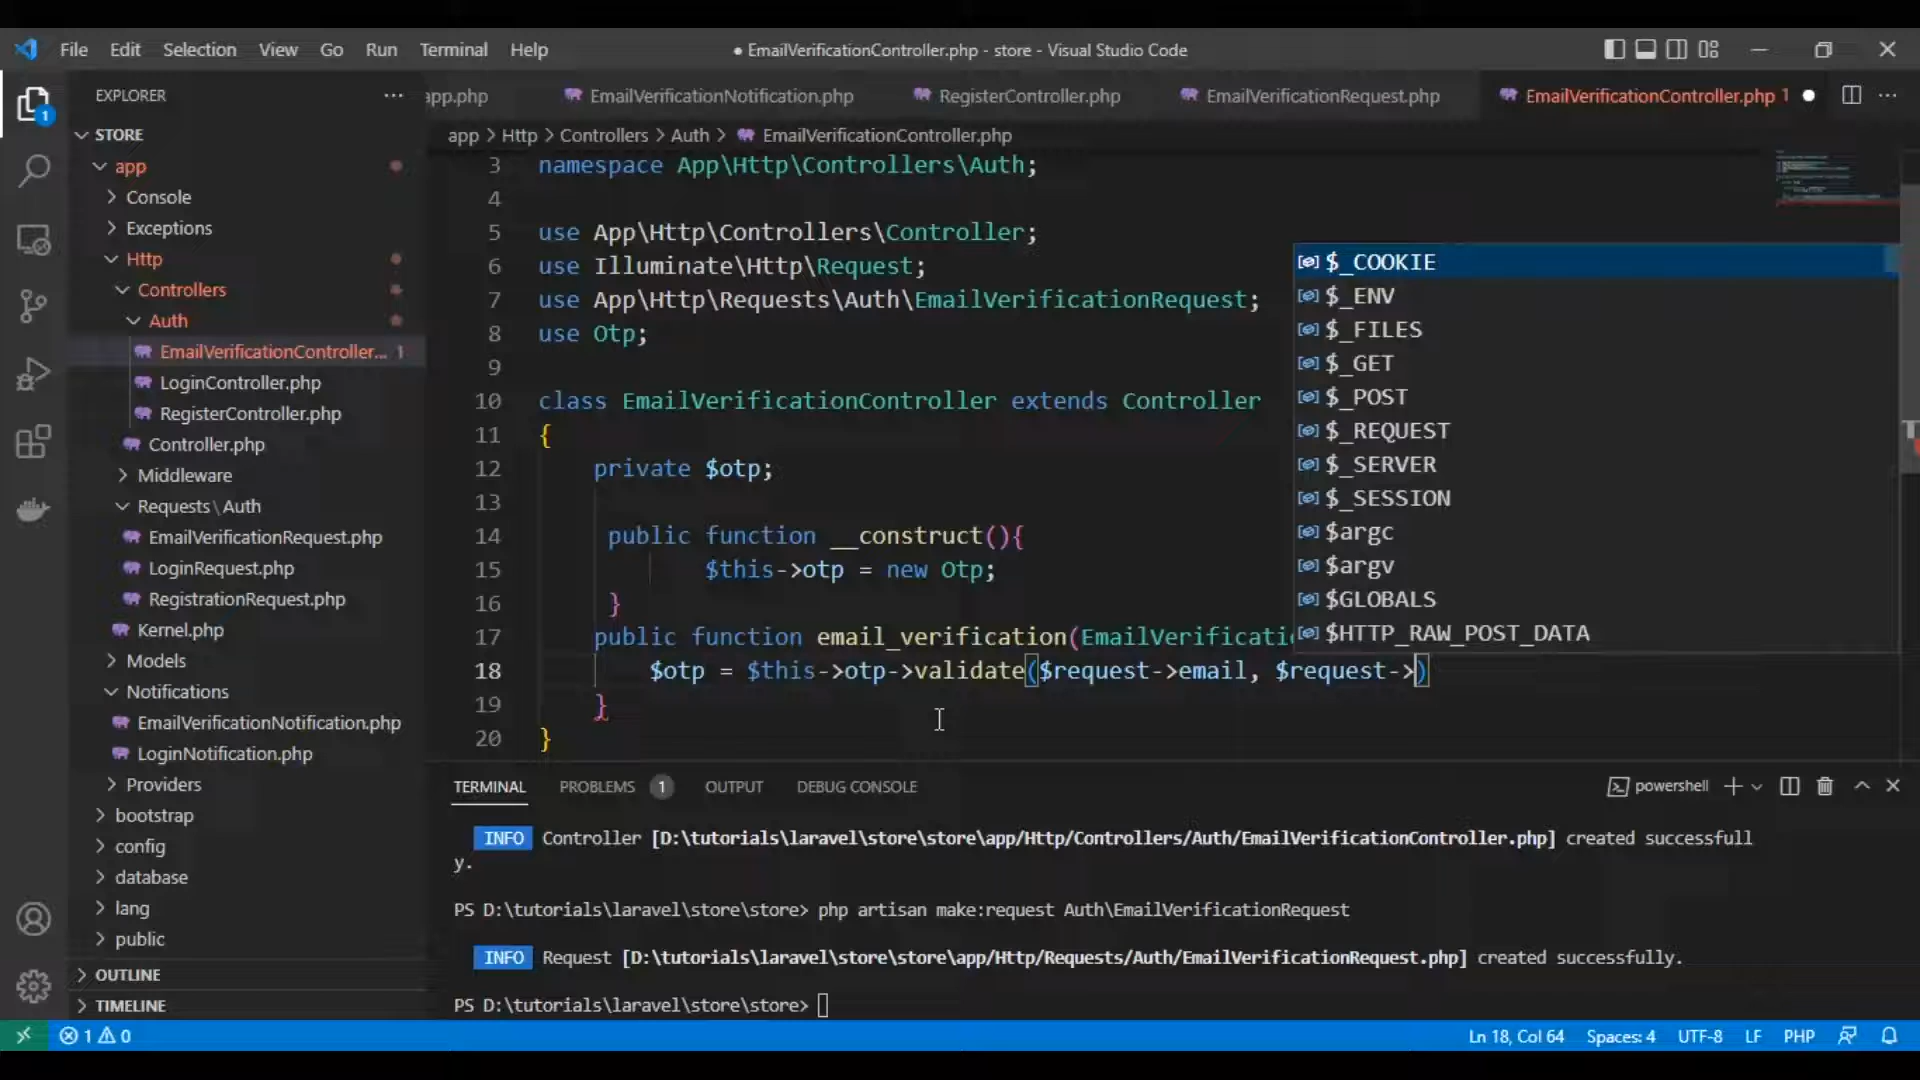 File Edit Selection View Go Run Terminal Help
● EmailVerificationController.php - store - Visual Studio Code
EXPLORER
app.php EmailVerificationNotification.php RegisterController.php EmailVerificationRequest.php EmailVerificationController.php 1
app > Http > Controllers > Auth > EmailVerificationController.php
STORE
app
Console
Exceptions
Http
Controllers
Auth
EmailVerificationController... 1
LoginController.php
RegisterController.php
Controller.php
Middleware
Requests\Auth
EmailVerificationRequest.php
LoginRequest.php
RegistrationRequest.php
Kernel.php
Models
Notifications
EmailVerificationNotification.php
LoginNotification.php
Providers
bootstrap
config
database
lang
public
OUTLINE
TIMELINE
1
3 namespace App\Http\Controllers\Auth;
4
5 use App\Http\Controllers\Controller;
6 use Illuminate\Http\Request;
7 use App\Http\Requests\Auth\EmailVerificationRequest;
8 use Otp;
9
10 class EmailVerificationController extends Controller
11 {
12 private $otp;
13
14 public function __construct(){
15 $this->otp = new Otp;
16 }
17 public function email_verification(EmailVerificati
18 $otp = $this->otp->validate($request->email, $request->)
19 }
20 }
$_COOKIE
$_ENV
$_FILES
$_GET
$_POST
$_REQUEST
$_SERVER
$_SESSION
$argc
$argv
$GLOBALS
$HTTP_RAW_POST_DATA
TERMINAL PROBLEMS 1 OUTPUT DEBUG CONSOLE
powershell
INFO Controller [D:\tutorials\laravel\store\store\app/Http/Controllers/Auth/EmailVerificationController.php] created successfull
y.
PS D:\tutorials\laravel\store\store> php artisan make:request Auth\EmailVerificationRequest
INFO Request [D:\tutorials\laravel\store\store\app/Http/Requests/Auth/EmailVerificationRequest.php] created successfully.
PS D:\tutorials\laravel\store\store>
1 0
Ln 18, Col 64 Spaces: 4 UTF-8 LF PHP